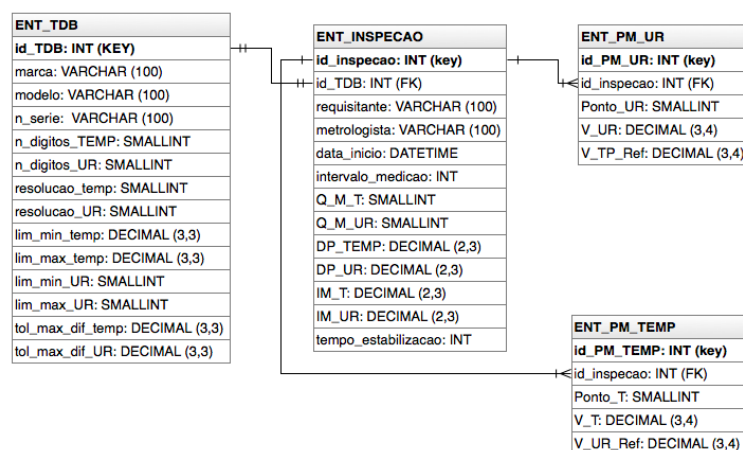 ENT_TDB
id_TDB: INT (KEY)
marca: VARCHAR (100)
modelo: VARCHAR (100)
n_serie: VARCHAR (100)
n_digitos_TEMP: SMALLINT
n_digitos_UR: SMALLINT
resolucao_temp: SMALLINT
resolucao_UR: SMALLINT
lim_min_temp: DECIMAL (3,3)
lim_max_temp: DECIMAL (3,3)
lim_min_UR: SMALLINT
lim_max_UR: SMALLINT
tol_max_dif_temp: DECIMAL (3,3)
tol_max_dif_UR: DECIMAL (3,3)
ENT_INSPECAO
id_inspecao: INT (key)
id_TDB: INT (FK)
requisitante: VARCHAR (100)
metrologista: VARCHAR (100)
data_inicio: DATETIME
intervalo_medicao: INT
Q_M_T: SMALLINT
Q_M_UR: SMALLINT
DP_TEMP: DECIMAL (2,3)
DP_UR: DECIMAL (2,3)
IM_T: DECIMAL (2,3)
IM_UR: DECIMAL (2,3)
tempo_estabilizacao: INT
ENT_PM_UR
id_PM_UR: INT (key)
id_inspecao: INT (FK)
Ponto_UR: SMALLINT
V_UR: DECIMAL (3,4)
V_TP_Ref: DECIMAL (3,4)
ENT_PM_TEMP
id_PM_TEMP: INT (key)
id_inspecao: INT (FK)
Ponto_T: SMALLINT
V_T: DECIMAL (3,4)
V_UR_Ref: DECIMAL (3,4)